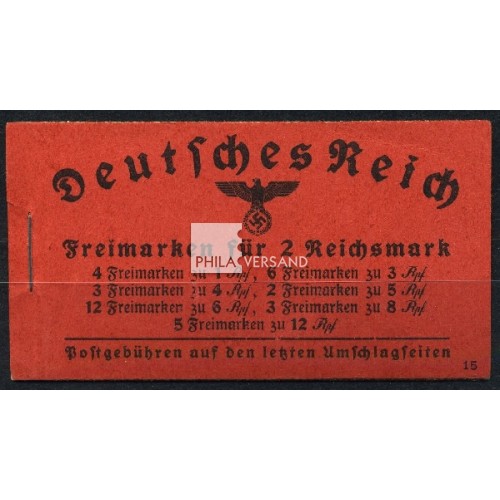 Deutsches Reich
Freimarken für 2 Reichsmark
PHILA VERSAND
4 Freimarken zu 1 Rpf, 6 Freimarken zu 3 Rpf
3 Freimarken zu 4 Rpf, 2 Freimarken zu 5 Rpf
12 Freimarken zu 6 Rpf, 3 Freimarken zu 8 Rpf
5 Freimarken zu 12 Rpf
Postgebühren auf den letzten Umschlagseiten
15